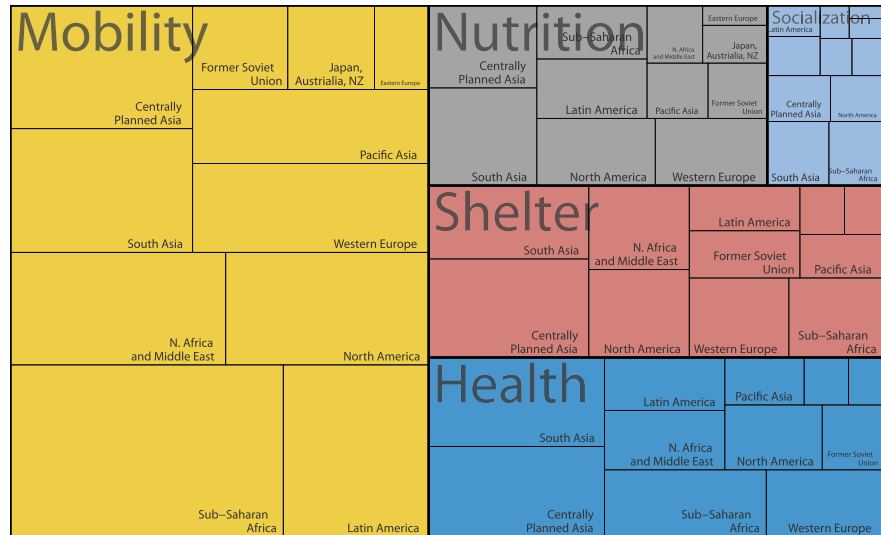 Mobility
Former Soviet
Union
Japan,
Austrialia, NZ
Eastern Europe
Centrally
Planned Asia
Pacific Asia
South Asia
Western Europe
N. Africa
and Middle East
North America
Sub−Saharan
Africa
Latin America
Nutrition
Sub−Saharan
Africa
N. Africa
and Middle East
Eastern Europe
Japan,
Austrialia, NZ
Centrally
Planned Asia
Latin America
Pacific Asia
Former Soviet
Union
South Asia
North America
Western Europe
Socialization
Latin America
Centrally
Planned Asia
North America
South Asia
Sub−Saharan
Africa
Shelter
South Asia
N. Africa
and Middle East
Latin America
Former Soviet
Union
Pacific Asia
Centrally
Planned Asia
North America
Western Europe
Sub−Saharan
Africa
Health
South Asia
Latin America
Pacific Asia
N. Africa
and Middle East
North America
Former Soviet
Union
Centrally
Planned Asia
Sub−Saharan
Africa
Western Europe